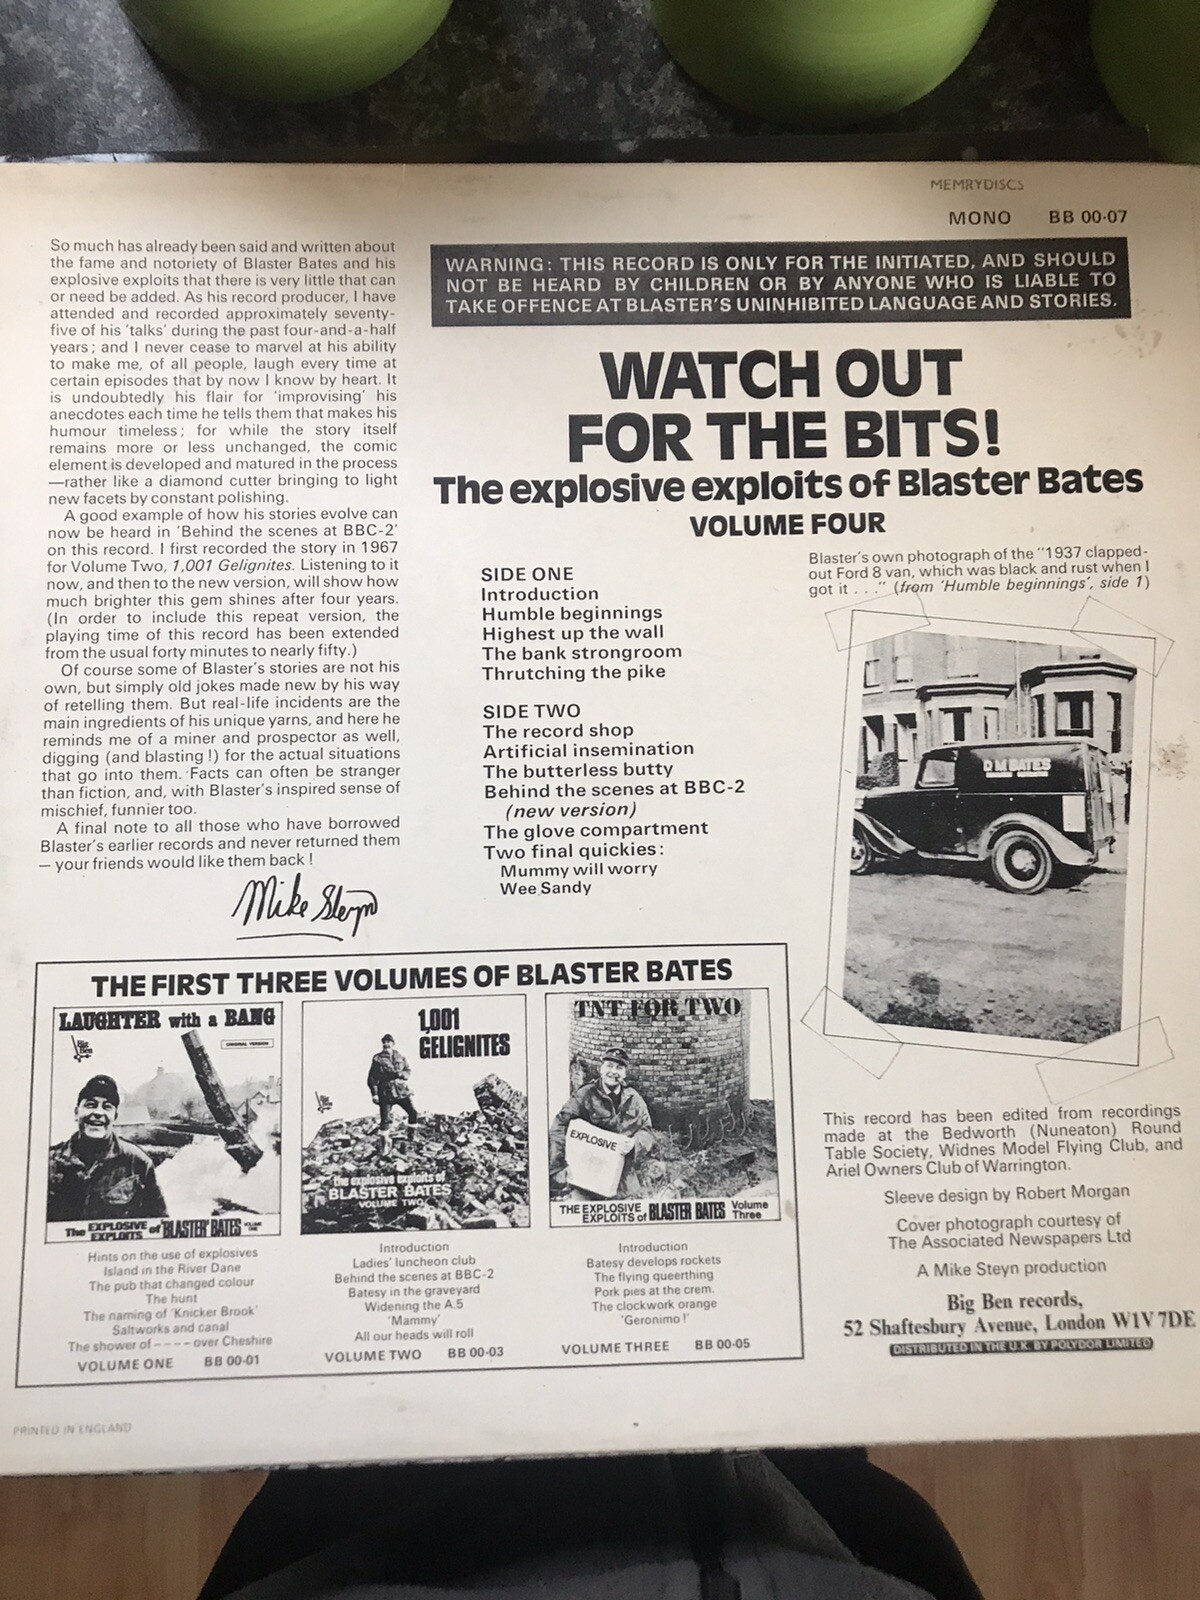 MEMRYDISCS
MONO BB 00-07
So much has already been said and written about
the fame and notoriety of Blaster Bates and his
explosive exploits that there is very little that can
or need be added. As his record producer, I have
attended and recorded approximately seventy-
five of his 'talks' during the past four-and-a-half
years; and I never cease to marvel at his ability
to make me, of all people, laugh every time at
certain episodes that by now I know by heart. It
is undoubtedly his flair for 'improvising' his
anecdotes each time he tells them that makes his
humour timeless; for while the story itself
remains more or less unchanged, the comic
element is developed and matured in the process
—rather like a diamond cutter bringing to light
new facets by constant polishing.
A good example of how his stories evolve can
now be heard in 'Behind the scenes at BBC-2'
on this record. I first recorded the story in 1967
for Volume Two, 1,001 Gelignites. Listening to it
now, and then to the new version, will show how
much brighter this gem shines after four years.
(In order to include this repeat version, the
playing time of this record has been extended
from the usual forty minutes to nearly fifty.)
Of course some of Blaster's stories are not his
own, but simply old jokes made new by his way
of retelling them. But real-life incidents are the
main ingredients of his unique yarns, and here he
reminds me of a miner and prospector as well,
digging (and blasting!) for the actual situations
that go into them. Facts can often be stranger
than fiction, and, with Blaster's inspired sense of
mischief, funnier too.
A final note to all those who have borrowed
Blaster's earlier records and never returned them
— your friends would like them back!
Mike Steyn
WARNING: THIS RECORD IS ONLY FOR THE INITIATED, AND SHOULD
NOT BE HEARD BY CHILDREN OR BY ANYONE WHO IS LIABLE TO
TAKE OFFENCE AT BLASTER'S UNINHIBITED LANGUAGE AND STORIES.
WATCH OUT
FOR THE BITS!
The explosive exploits of Blaster Bates
VOLUME FOUR
SIDE ONE
Introduction
Humble beginnings
Highest up the wall
The bank strongroom
Thrutching the pike
SIDE TWO
The record shop
Artificial insemination
The butterless butty
Behind the scenes at BBC-2
(new version)
The glove compartment
Two final quickies:
Mummy will worry
Wee Sandy
Blaster's own photograph of the "1937 clapped-
out Ford 8 van, which was black and rust when I
got it . . ." (from 'Humble beginnings', side 1)
D M BATES
THE FIRST THREE VOLUMES OF BLASTER BATES
LAUGHTER with a BANG
Big Ben
ORIGINAL VERSION
The EXPLOSIVE EXPLOITS of BLASTER BATES VOLUME ONE
Hints on the use of explosives
Island in the River Dane
The pub that changed colour
The hunt
The naming of 'Knicker Brook'
Saltworks and canal
The shower of - - - - over Cheshire
VOLUME ONE BB 00-01
1,001
GELIGNITES
the explosive exploits of
BLASTER BATES
VOLUME TWO
Introduction
Ladies' luncheon club
Behind the scenes at BBC-2
Batesy in the graveyard
Widening the A.5
'Mammy'
All our heads will roll
VOLUME TWO BB 00-03
TNT FOR TWO
EXPLOSIVE
THE EXPLOSIVE EXPLOITS of BLASTER BATES Volume Three
Introduction
Batesy develops rockets
The flying queerthing
Pork pies at the crem.
The clockwork orange
'Geronimo!'
VOLUME THREE BB 00-05
This record has been edited from recordings
made at the Bedworth (Nuneaton) Round
Table Society, Widnes Model Flying Club, and
Ariel Owners Club of Warrington.
Sleeve design by Robert Morgan
Cover photograph courtesy of
The Associated Newspapers Ltd
A Mike Steyn production
Big Ben records,
52 Shaftesbury Avenue, London W1V 7DE
DISTRIBUTED IN THE U.K. BY POLYDOR LIMITED
PRINTED IN ENGLAND